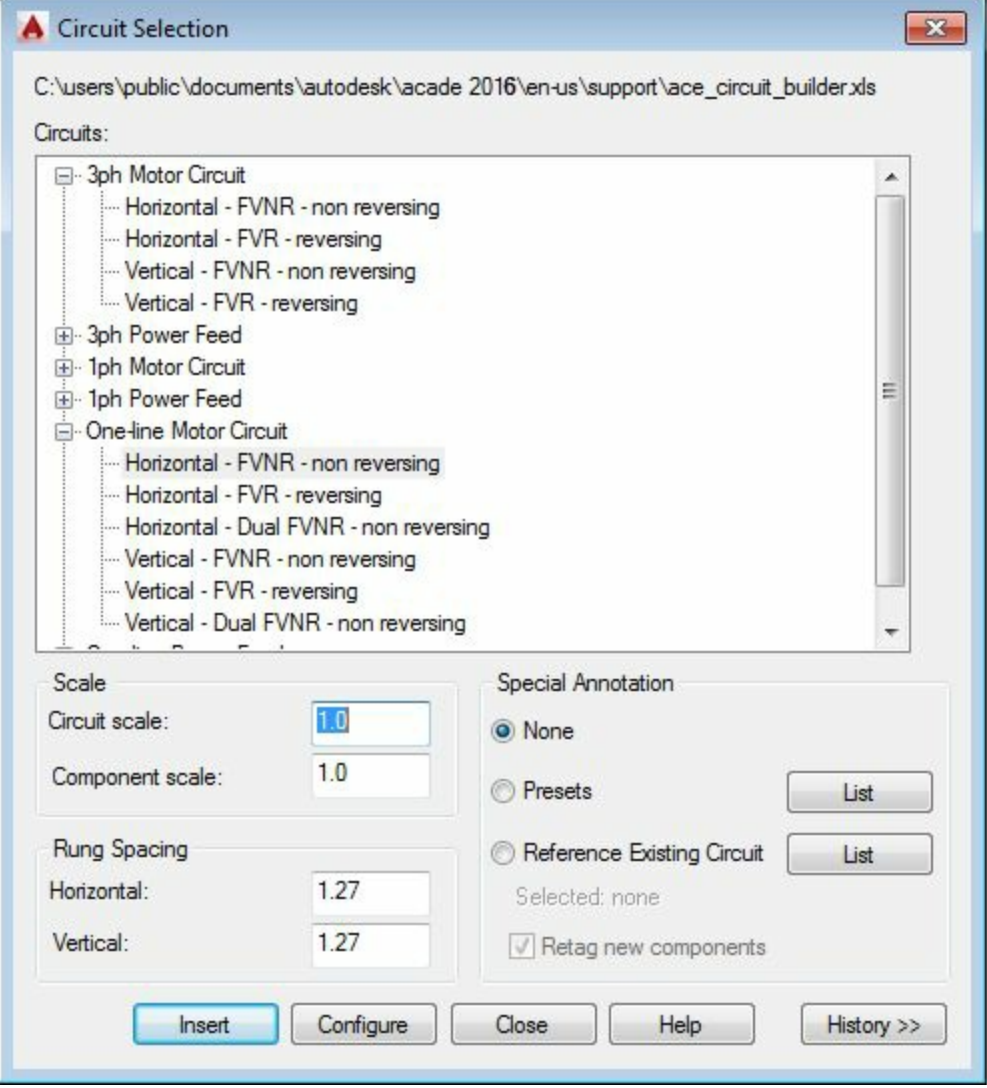 Circuit Selection
C:\users\public\documents\autodesk\acade 2016\en-us\support\ace_circuit_builder.xls
Circuits:
3ph Motor Circuit
Horizontal - FVNR - non reversing
Horizontal - FVR - reversing
Vertical - FVNR - non reversing
Vertical - FVR - reversing
3ph Power Feed
1ph Motor Circuit
1ph Power Feed
One-line Motor Circuit
Horizontal - FVNR - non reversing
Horizontal - FVR - reversing
Horizontal - Dual FVNR - non reversing
Vertical - FVNR - non reversing
Vertical - FVR - reversing
Vertical - Dual FVNR - non reversing
Scale
Circuit scale: 1.0
Component scale: 1.0
Rung Spacing
Horizontal: 1.27
Vertical: 1.27
Special Annotation
None
Presets List
Reference Existing Circuit List
Selected: none
Retag new components
Insert Configure Close Help History >>